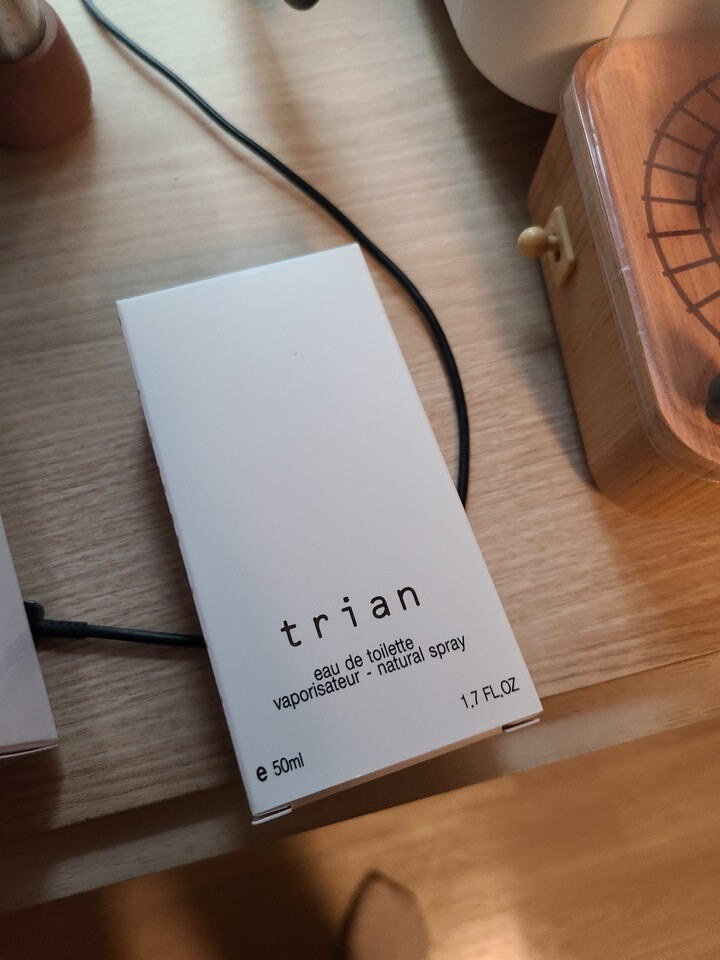 trian
eau de toilette
vaporisateur - natural spray
1.7 FL.OZ
e 50ml